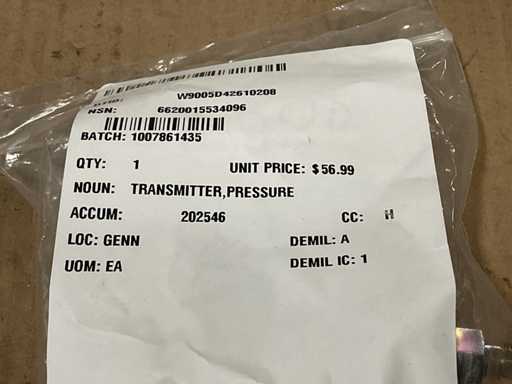 W9005D42610208
NSN: 6620015534096
BATCH: 1007861435
QTY: 1 UNIT PRICE: $56.99
NOUN: TRANSMITTER,PRESSURE
ACCUM: 202546 CC: H
LOC: GENN DEMIL: A
UOM: EA DEMIL IC: 1